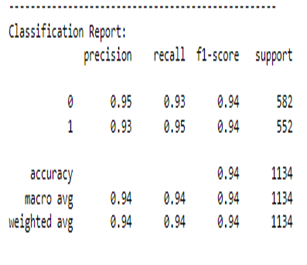 --------------------------------------------------
Classification Report:
precision recall f1-score support
0 0.95 0.93 0.94 582
1 0.93 0.95 0.94 552
accuracy 0.94 1134
macro avg 0.94 0.94 0.94 1134
weighted avg 0.94 0.94 0.94 1134